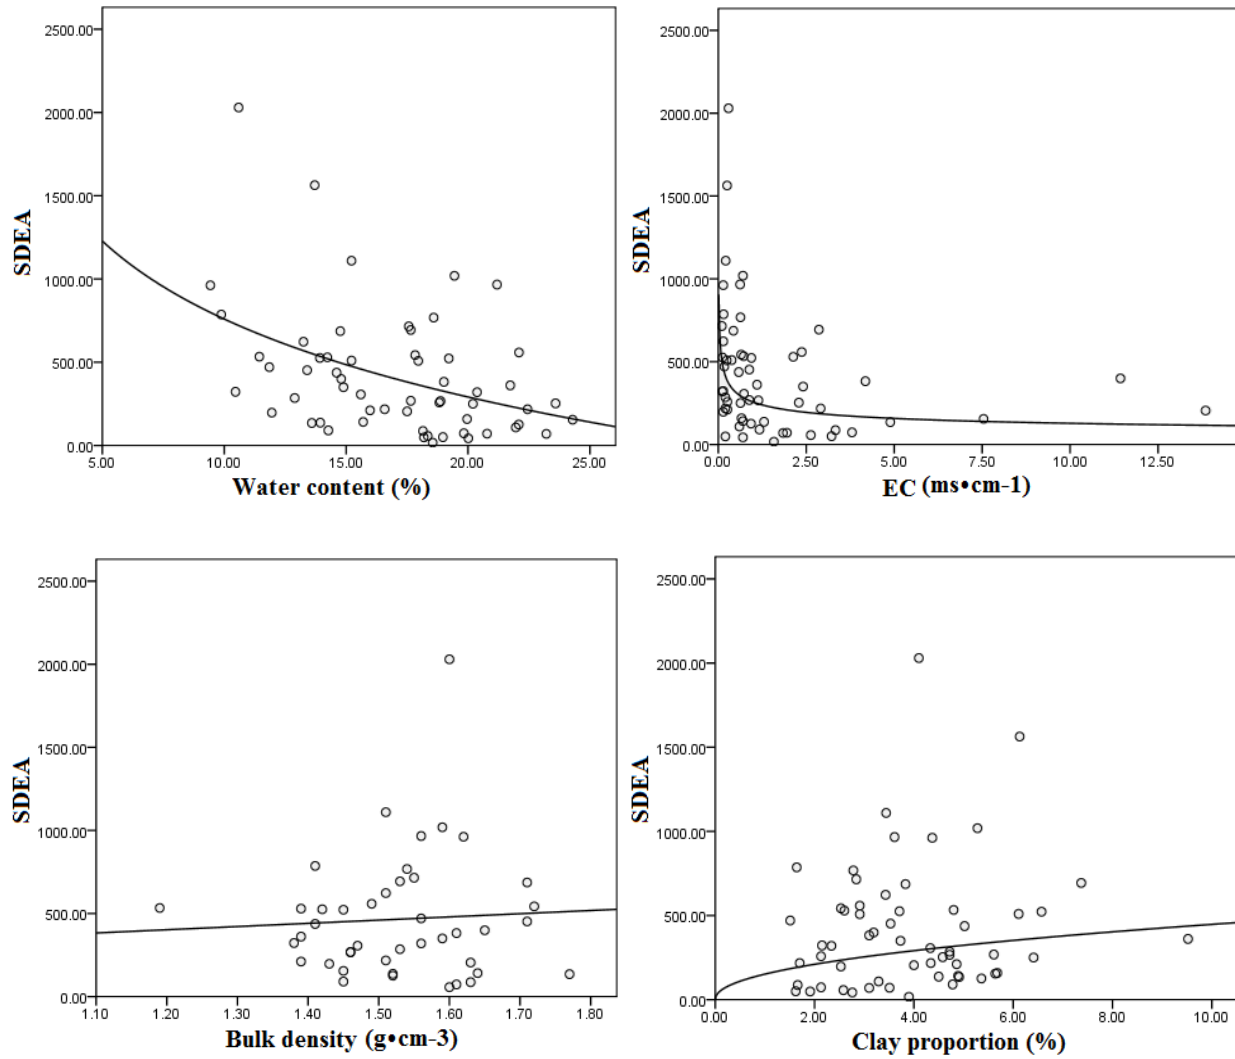 2500.00
2000.00
1500.00
1000.00
500.00
.00
SDEA
5.00 10.00 15.00 20.00 25.00
Water content (%)
2500.00
2000.00
1500.00
1000.00
500.00
.00
SDEA
0.00 2.50 5.00 7.50 10.00 12.50
EC (ms•cm-1)
2500.00
2000.00
1500.00
1000.00
500.00
0.00
SDEA
1.10 1.20 1.30 1.40 1.50 1.60 1.70 1.80
Bulk density (g•cm-3)
2500.00
2000.00
1500.00
1000.00
500.00
0.00
SDEA
0.00 2.00 4.00 6.00 8.00 10.00
Clay proportion (%)